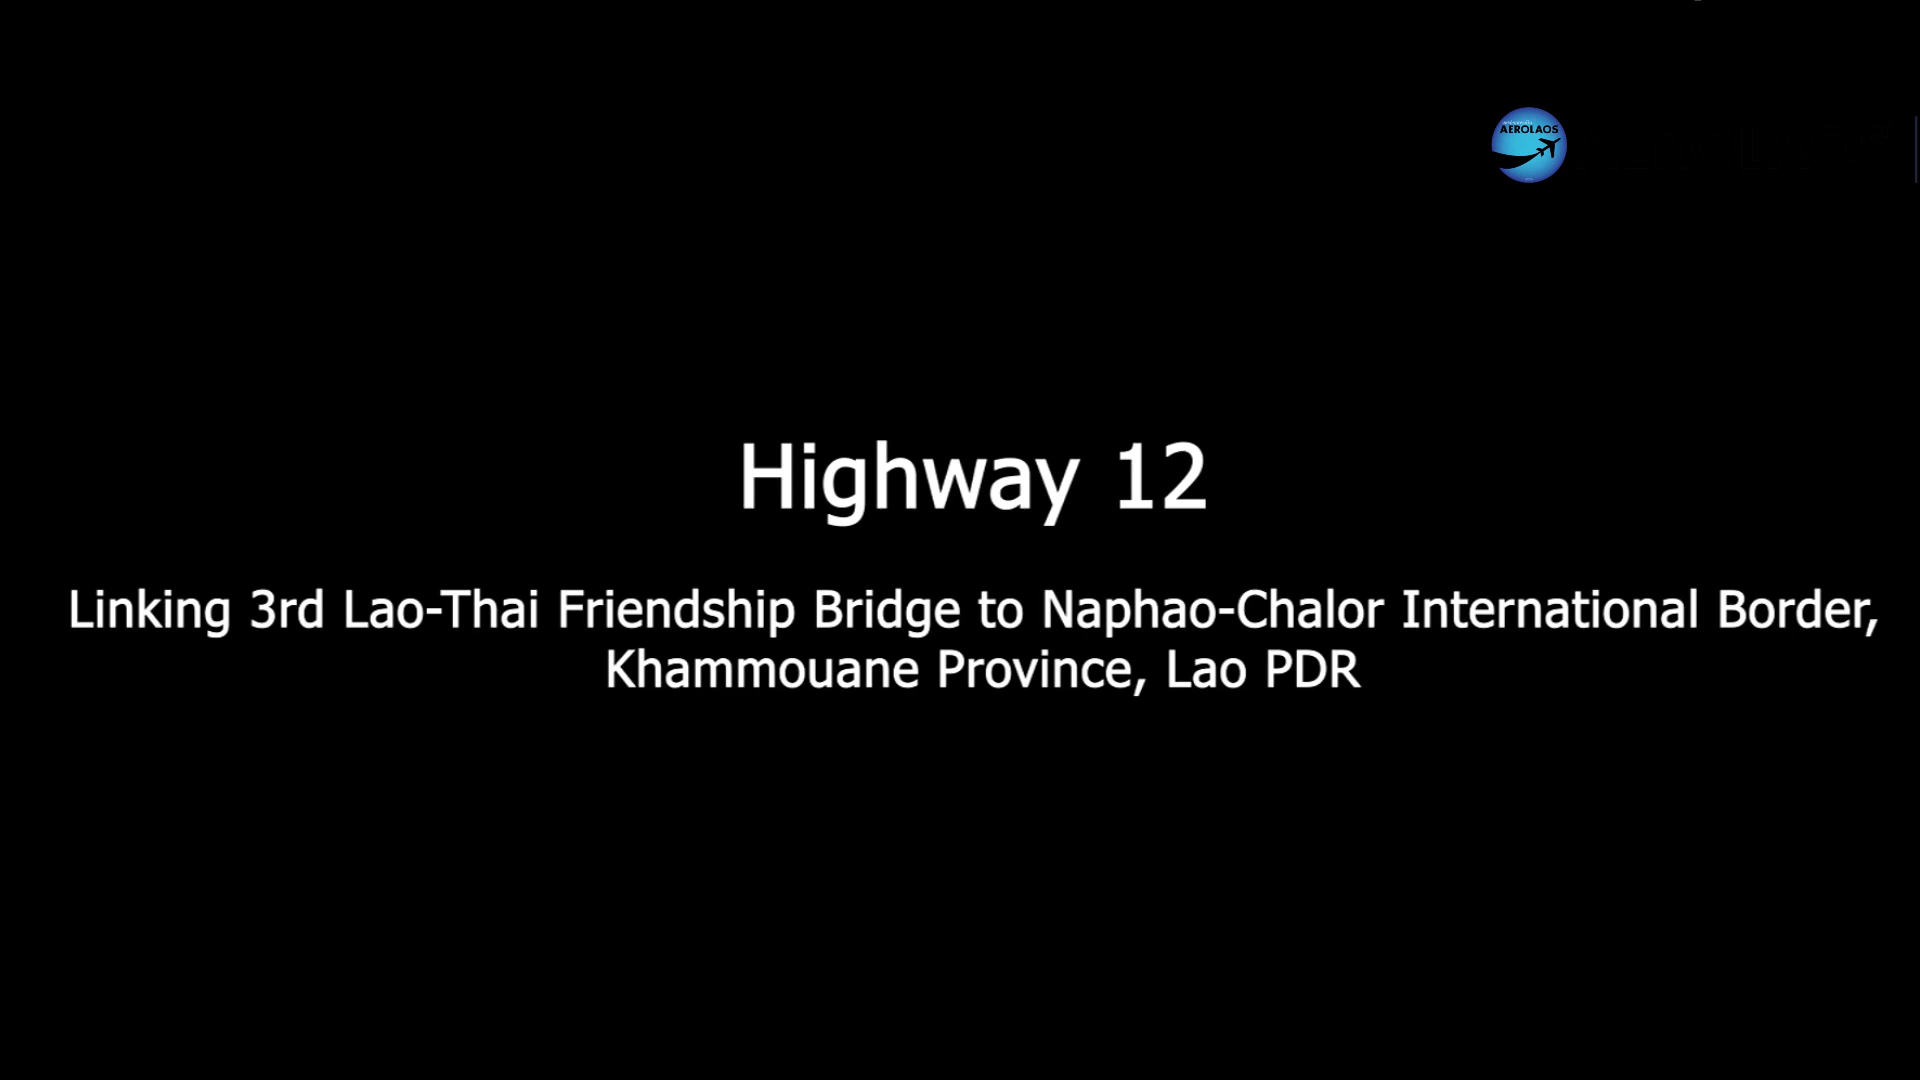 AEROLAOS
Highway 12
Linking 3rd Lao-Thai Friendship Bridge to Naphao-Chalor International Border,
Khammouane Province, Lao PDR